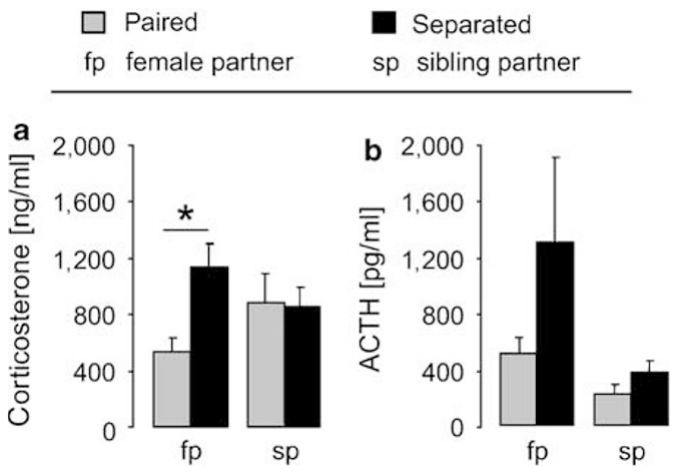 Paired
Separated
fp female partner
sp sibling partner
a
Corticosterone [ng/ml]
2,000
1,600
1,200
800
400
0
*
fp
sp
b
ACTH [pg/ml]
2,000
1,600
1,200
800
400
0
fp
sp